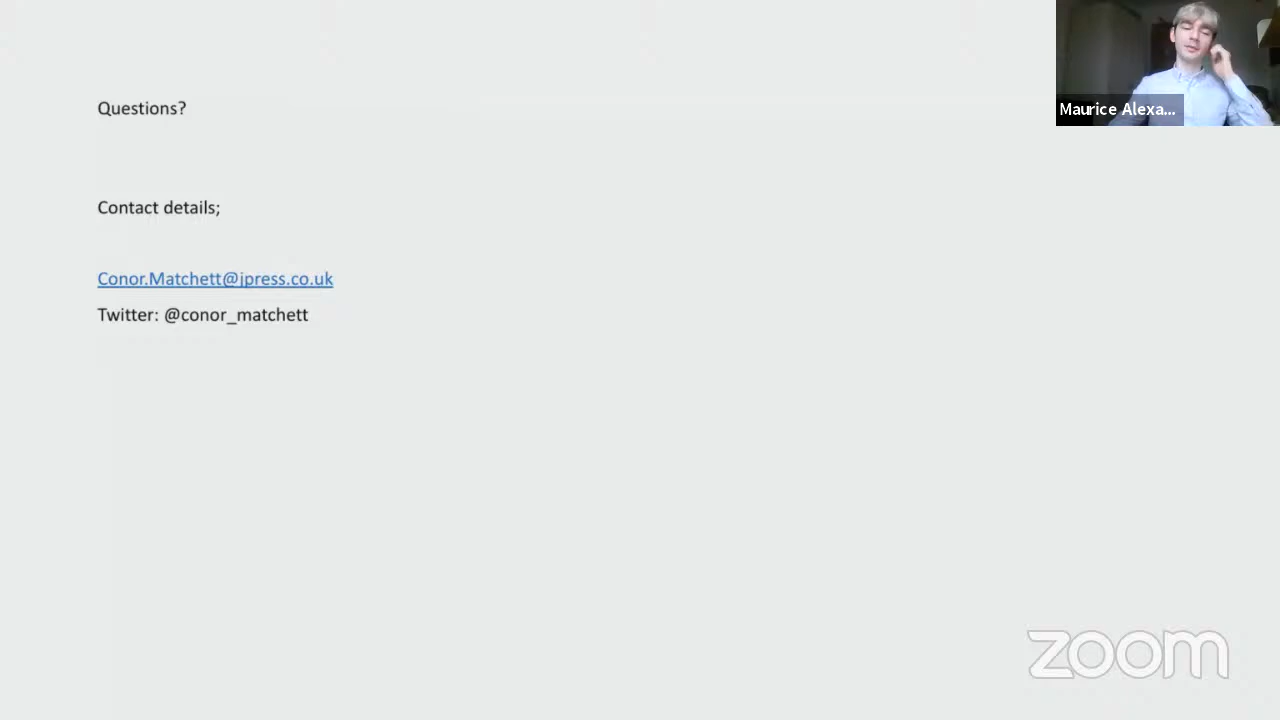 Questions?
Maurice Alexa...
Contact details;
Conor.Matchett@jpress.co.uk
Twitter: @conor_matchett
zoom